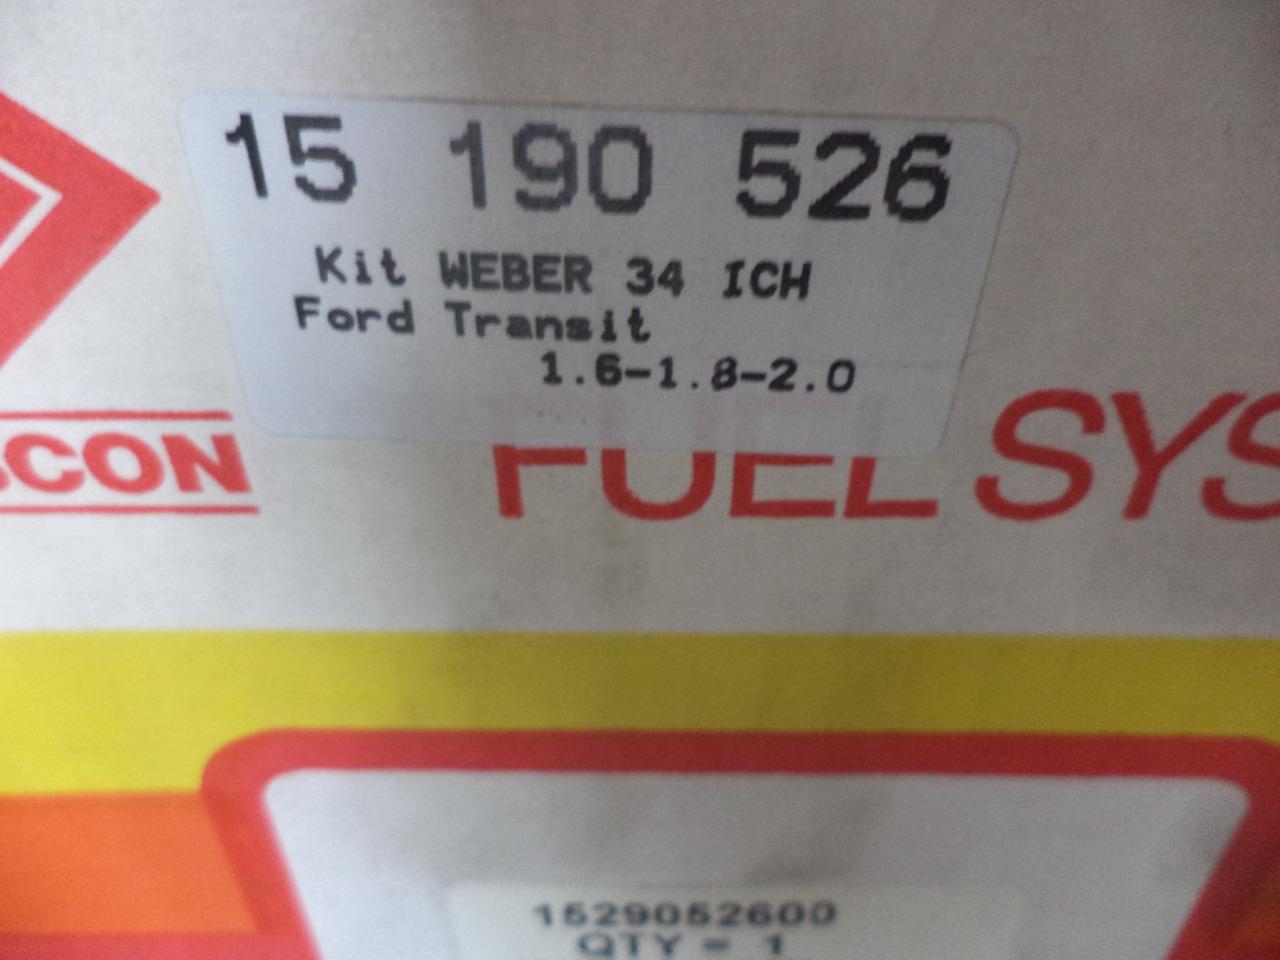 15 190 526
Kit WEBER 34 ICH
Ford Transit
1.6-1.8-2.0
FUEL SYS
CON
1529052600
QTY = 1